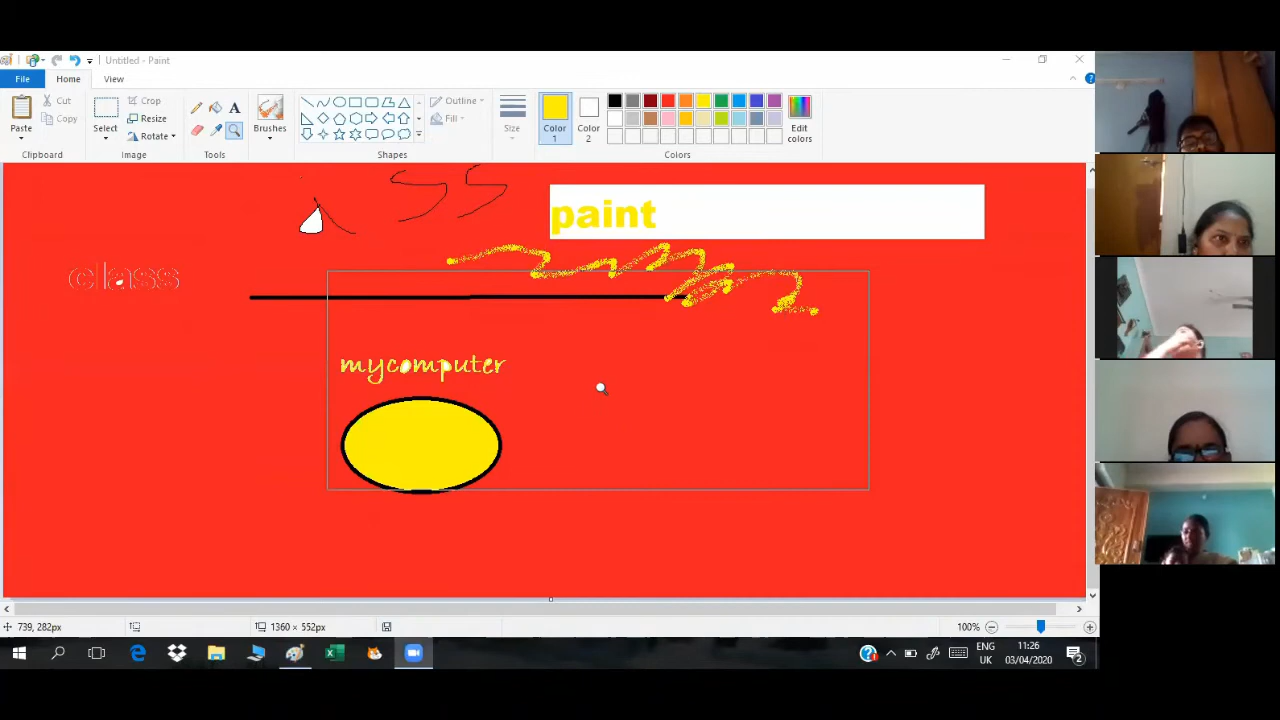 Untitled - Paint
File Home View
Cut
Copy
Paste
Clipboard
Select
Crop
Resize
Rotate
Image
Tools
Brushes
Shapes
Outline
Fill
Size
Color 1
Color 2
Colors
Edit colors
SS
paint
class
mycomputer
739, 282px
1360 × 552px
100%
ENG
UK
11:26
03/04/2020
2